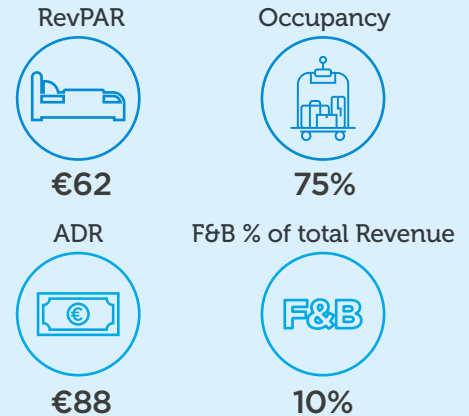 RevPAR
Occupancy
€62
75%
ADR
F&B % of total Revenue
€
F&B
€88
10%